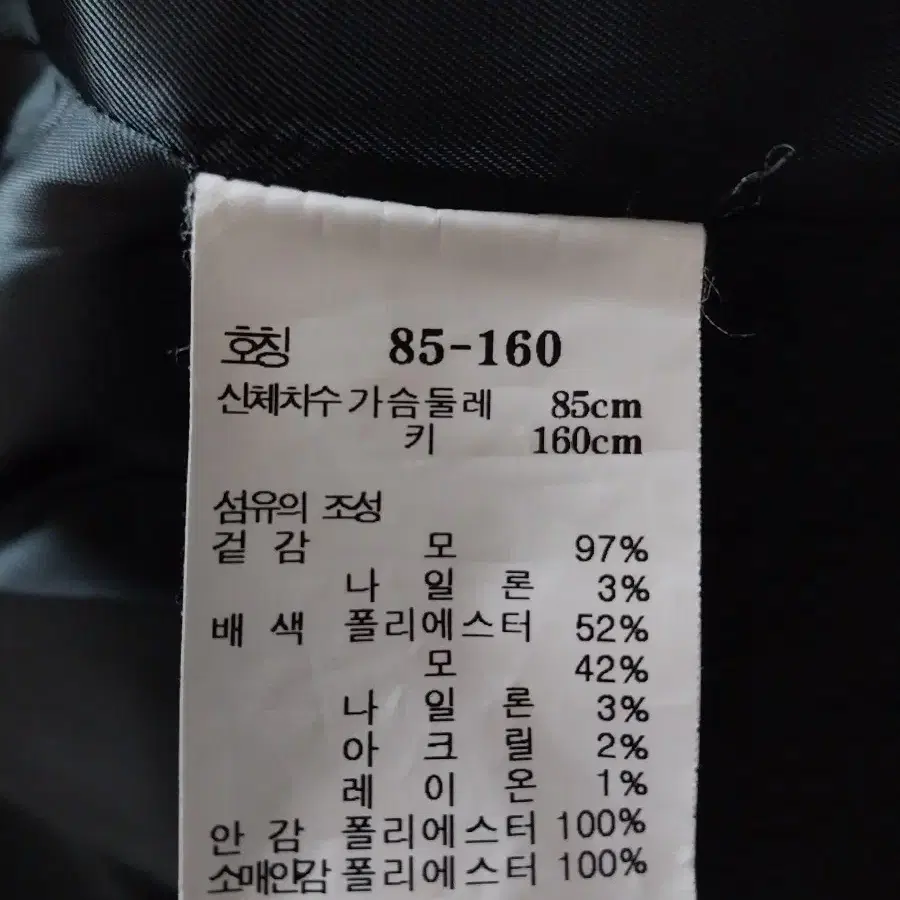 호칭 85-160
신체치수 가슴둘레 85cm
키 160cm
섬유의 조성
겉감 모 97%
나일론 3%
배색 폴리에스터 52%
모 42%
나일론 3%
아크릴 2%
레이온 1%
안감 폴리에스터 100%
소매안감 폴리에스터 100%